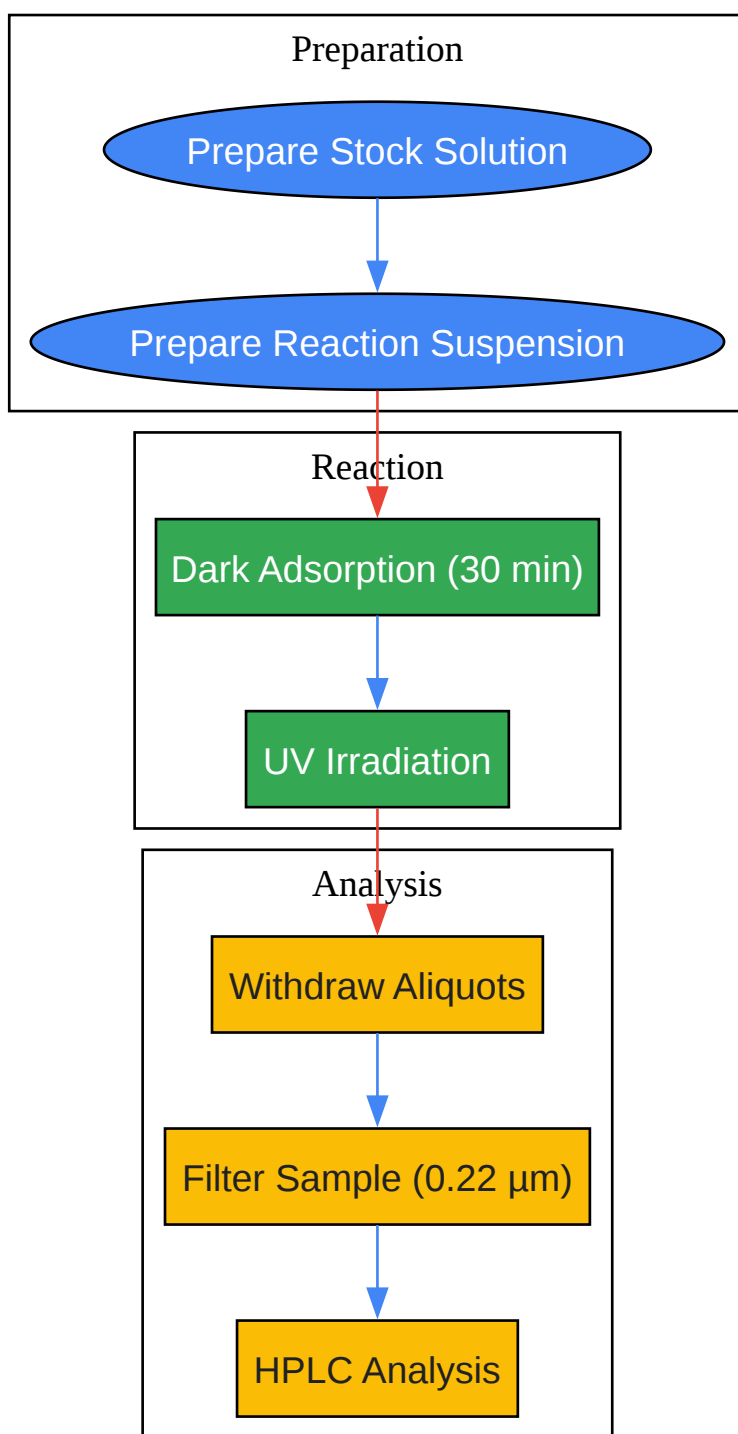 Preparation
Prepare Stock Solution
Prepare Reaction Suspension
Reaction
Dark Adsorption (30 min)
UV Irradiation
Analysis
Withdraw Aliquots
Filter Sample (0.22 µm)
HPLC Analysis